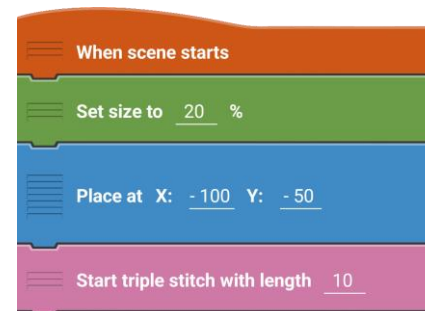 When scene starts
Set size to 20 %
Place at X: - 100 Y: - 50
Start triple stitch with length 10